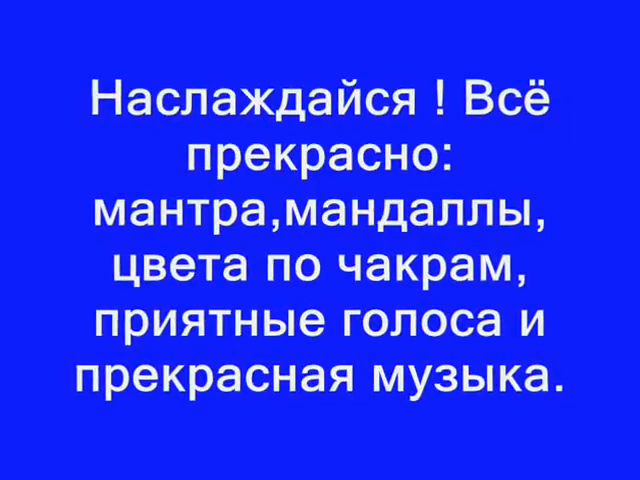 Наслаждайся ! Всё
прекрасно:
мантра,мандаллы,
цвета по чакрам,
приятные голоса и
прекрасная музыка.